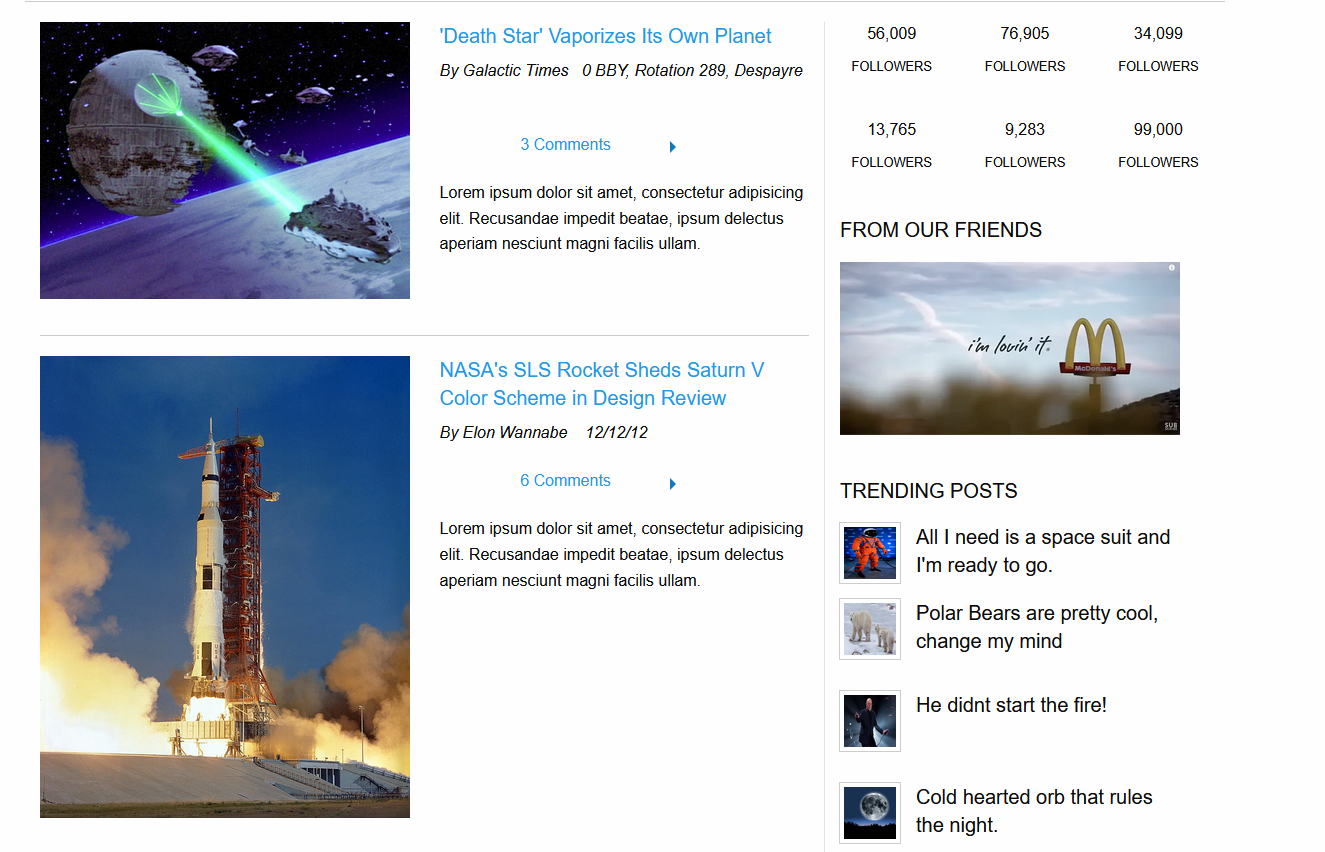 'Death Star' Vaporizes Its Own Planet
By Galactic Times 0 BBY, Rotation 289, Despayre
3 Comments
Lorem ipsum dolor sit amet, consectetur adipisicing
elit. Recusandae impedit beatae, ipsum delectus
aperiam nesciunt magni facilis ullam.
NASA's SLS Rocket Sheds Saturn V
Color Scheme in Design Review
By Elon Wannabe 12/12/12
6 Comments
Lorem ipsum dolor sit amet, consectetur adipisicing
elit. Recusandae impedit beatae, ipsum delectus
aperiam nesciunt magni facilis ullam.
56,009 76,905 34,099
FOLLOWERS FOLLOWERS FOLLOWERS
13,765 9,283 99,000
FOLLOWERS FOLLOWERS FOLLOWERS
FROM OUR FRIENDS
i'm lovin' it
McDonald's
SUB
TRENDING POSTS
All I need is a space suit and
I'm ready to go.
Polar Bears are pretty cool,
change my mind
He didnt start the fire!
Cold hearted orb that rules
the night.